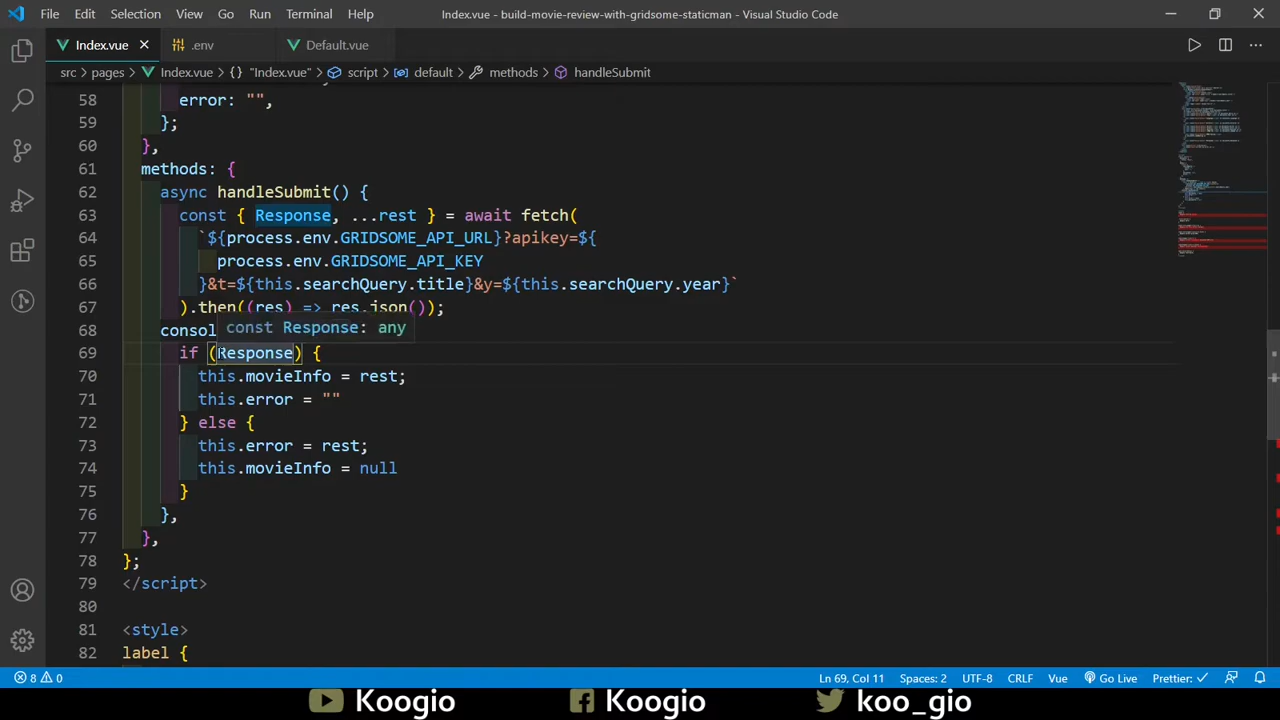 File Edit Selection View Go Run Terminal Help Index.vue - build-movie-review-with-gridsome-staticman - Visual Studio Code
Index.vue .env Default.vue
src > pages > Index.vue > {} "Index.vue" > script > default > methods > handleSubmit
58 error: "",
59 };
60 },
61 methods: {
62 async handleSubmit() {
63 const { Response, ...rest } = await fetch(
64 `${process.env.GRIDSOME_API_URL}?apikey=${
65 process.env.GRIDSOME_API_KEY
66 }&t=${this.searchQuery.title}&y=${this.searchQuery.year}`
67 ).then((res) => res.json());
68 consol
const Response: any
69 if (Response) {
70 this.movieInfo = rest;
71 this.error = ""
72 } else {
73 this.error = rest;
74 this.movieInfo = null
75 }
76 },
77 },
78 };
79 </script>
80
81 <style>
82 label {
8 0 Ln 69, Col 11 Spaces: 2 UTF-8 CRLF Vue Go Live Prettier: ✓
Koogio Koogio koo_gio